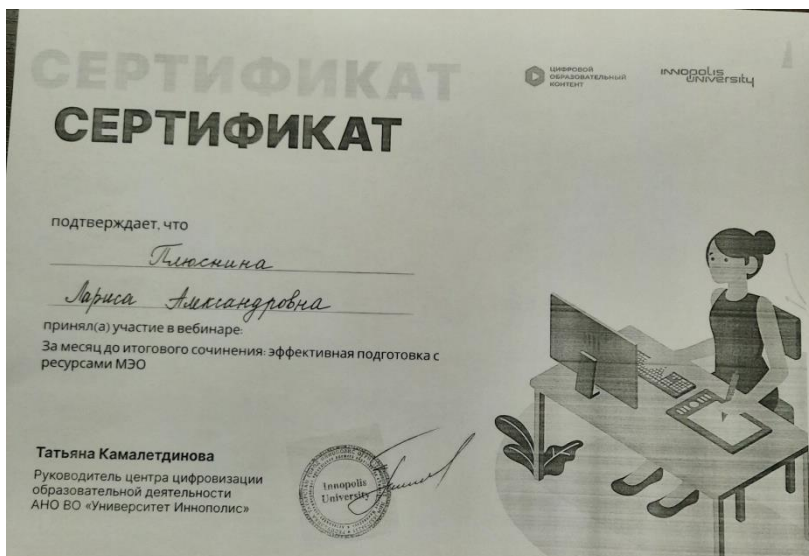 СЕРТИФИКАТ
СЕРТИФИКАТ
ЦИФРОВОЙ
ОБРАЗОВАТЕЛЬНЫЙ
КОНТЕНТ
INNOPOLIS
UNIVERSITY
подтверждает, что
Плюснина
Лариса Александровна
принял(а) участие в вебинаре:
За месяц до итогового сочинения: эффективная подготовка с
ресурсами МЭО
Татьяна Камалетдинова
Руководитель центра цифровизации
образовательной деятельности
АНО ВО «Университет Иннополис»
Innopolis
University